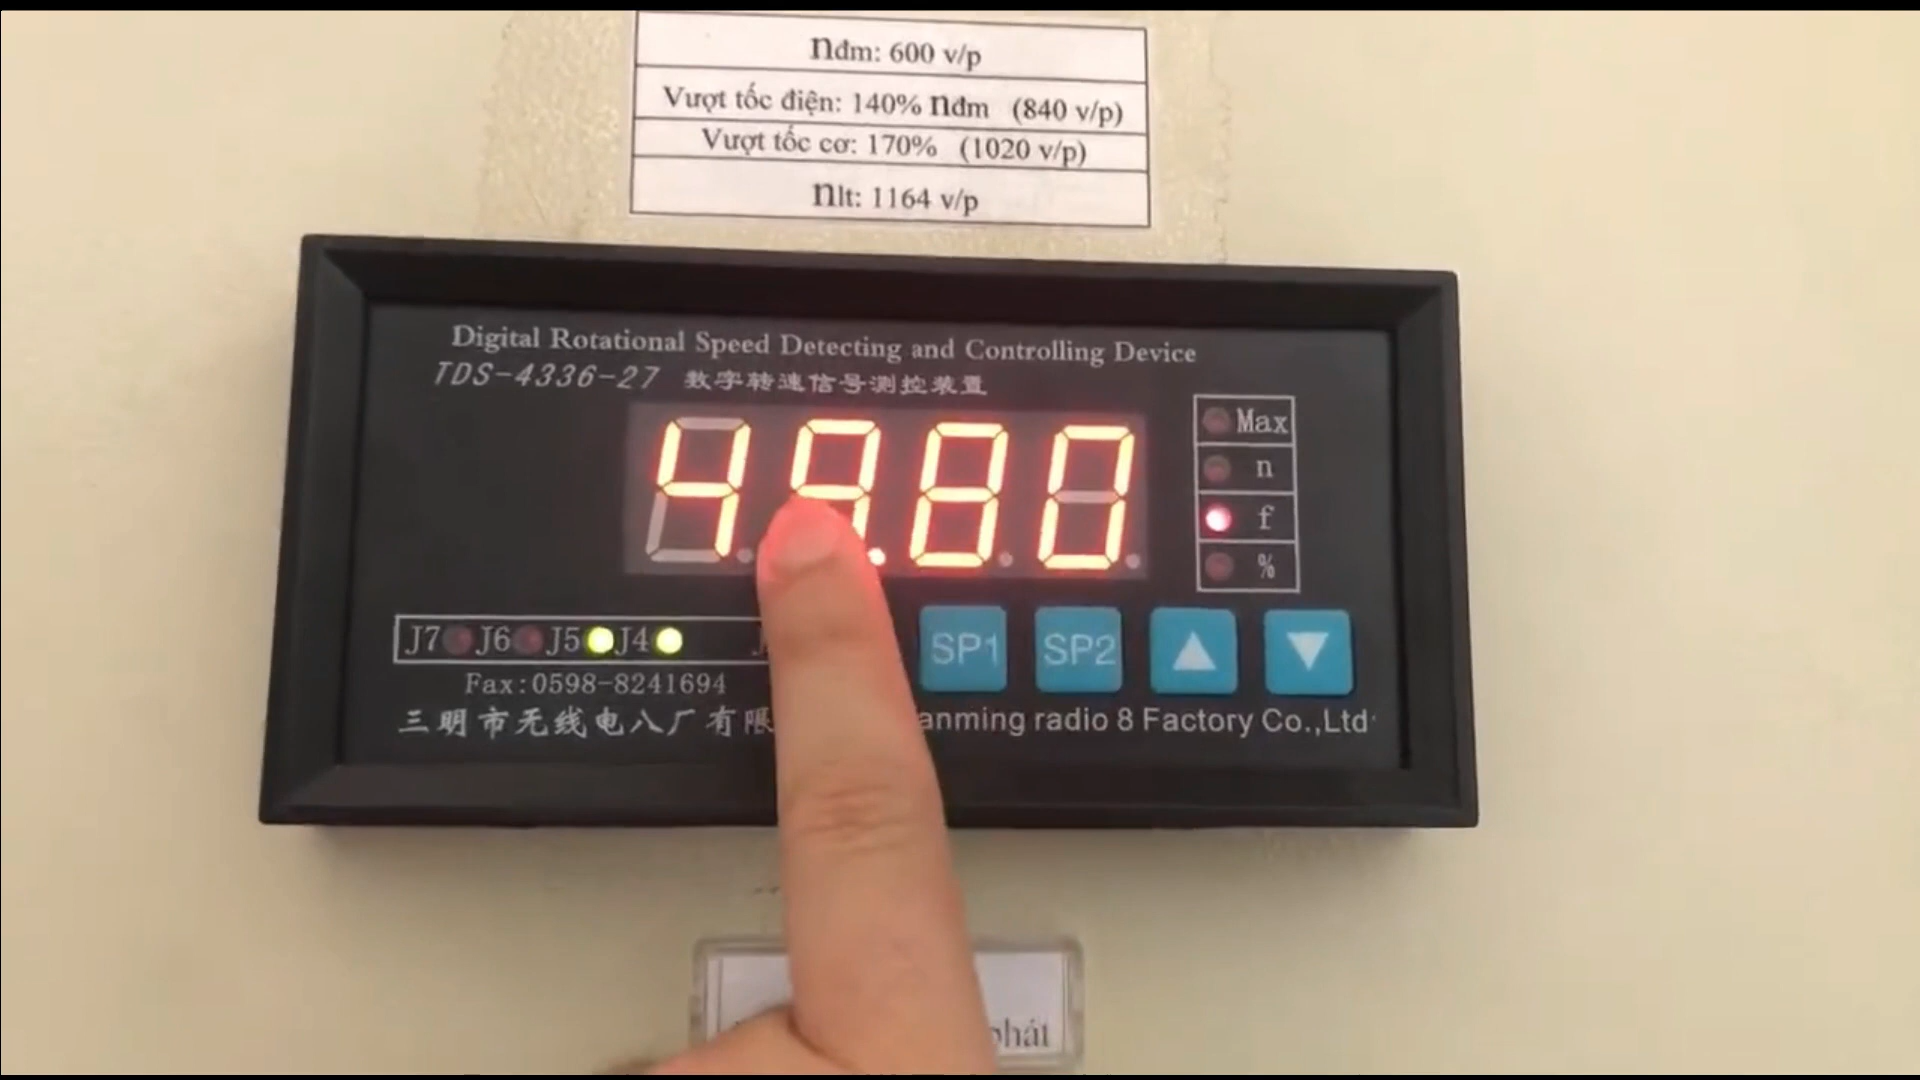 nđm: 600 v/p
Vượt tốc điện: 140% nđm (840 v/p)
Vượt tốc cơ: 170% (1020 v/p)
nlt: 1164 v/p
Digital Rotational Speed Detecting and Controlling Device
TDS-4336-27 数字转速信号测控装置
49.80
Max
n
f
%
J7 J6 J5 J4
SP1 SP2 ▲ ▼
Fax:0598-8241694
三明市无线电八厂有限 anming radio 8 Factory Co.,Ltd
phát